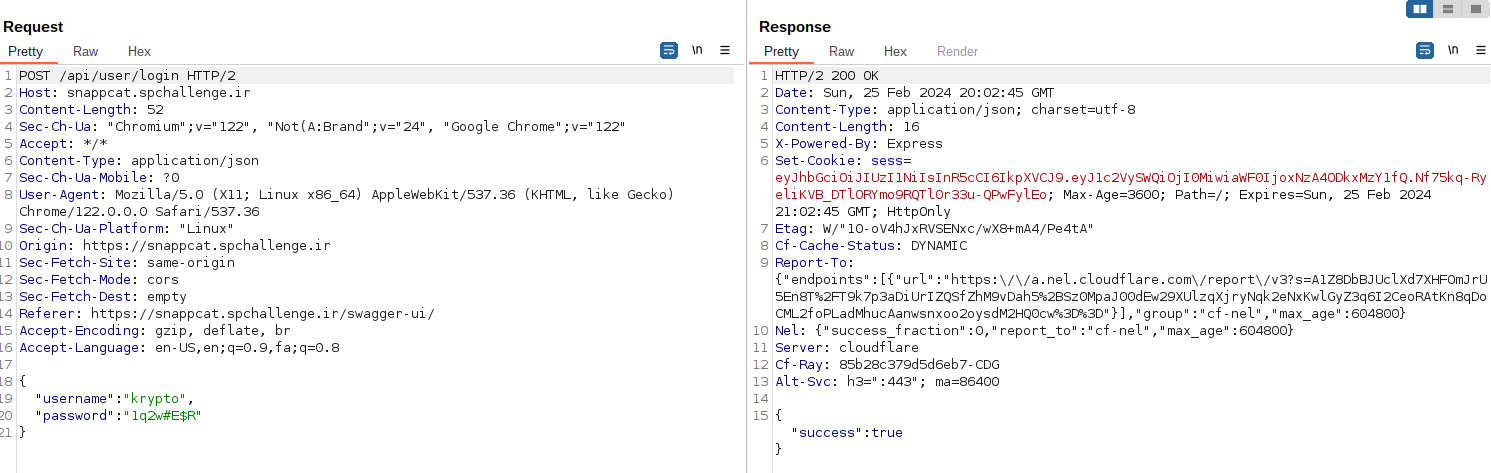 Request
Pretty Raw Hex
\n
1 POST /api/user/login HTTP/2
2 Host: snappcat.spchallenge.ir
3 Content-Length: 52
4 Sec-Ch-Ua: "Chromium";v="122", "Not(A:Brand";v="24", "Google Chrome";v="122"
5 Accept: */*
6 Content-Type: application/json
7 Sec-Ch-Ua-Mobile: ?0
8 User-Agent: Mozilla/5.0 (X11; Linux x86_64) AppleWebKit/537.36 (KHTML, like Gecko)
Chrome/122.0.0.0 Safari/537.36
9 Sec-Ch-Ua-Platform: "Linux"
10 Origin: https://snappcat.spchallenge.ir
11 Sec-Fetch-Site: same-origin
12 Sec-Fetch-Mode: cors
13 Sec-Fetch-Dest: empty
14 Referer: https://snappcat.spchallenge.ir/swagger-ui/
15 Accept-Encoding: gzip, deflate, br
16 Accept-Language: en-US,en;q=0.9,fa;q=0.8
17
18 {
19 "username":"krypto",
20 "password":"1q2w#E$R"
21 }
Response
Pretty Raw Hex Render
\n
1 HTTP/2 200 OK
2 Date: Sun, 25 Feb 2024 20:02:45 GMT
3 Content-Type: application/json; charset=utf-8
4 Content-Length: 16
5 X-Powered-By: Express
6 Set-Cookie: sess=
eyJhbGciOiJIUzI1NiIsInR5cCI6IkpXVCJ9.eyJ1c2VySWQiOjI0MiwiaWF0IjoxNzA4ODkxMzY1fQ.Nf75kq-Ry
eliKVB_DTlORYmo9RQTlOr33u-QPwFylEo; Max-Age=3600; Path=/; Expires=Sun, 25 Feb 2024
21:02:45 GMT; HttpOnly
7 Etag: W/"10-oV4hJxRVSENxc/wX8+mA4/Pe4tA"
8 Cf-Cache-Status: DYNAMIC
9 Report-To:
{"endpoints":[{"url":"https:\/\/a.nel.cloudflare.com\/report\/v3?s=AlZ8DbBJUclXd7XHFOmJrU
5En8T%2FT9k7p3aDiUrIZQSfZhM9vDah5%2BSz0MpaJ00dEw29XUlzqXjryNqk2eNxKwlGyZ3q6I2CeoRAtKn8qDo
CML2foPLadMhucAanwsnxoo2oysdM2HQOcw%3D%3D"}],"group":"cf-nel","max_age":604800}
10 Nel: {"success_fraction":0,"report_to":"cf-nel","max_age":604800}
11 Server: cloudflare
12 Cf-Ray: 85b28c379d5d6eb7-CDG
13 Alt-Svc: h3=":443"; ma=86400
14
15 {
"success":true
}